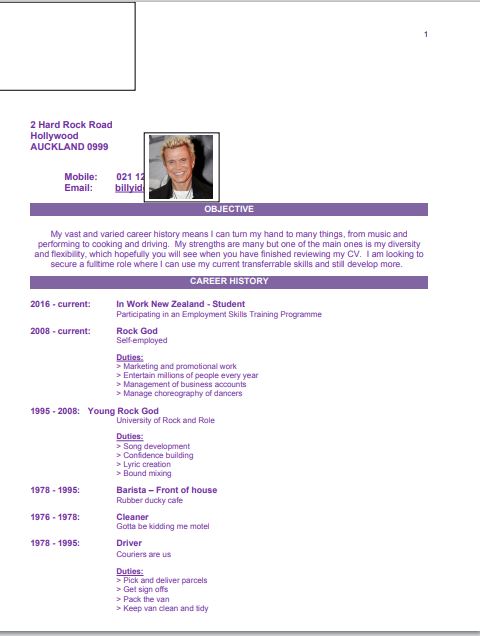 1
2 Hard Rock Road
Hollywood
AUCKLAND 0999
Mobile: 021 12
Email: billyid
OBJECTIVE
My vast and varied career history means I can turn my hand to many things, from music and
performing to cooking and driving. My strengths are many but one of the main ones is my diversity
and flexibility, which hopefully you will see when you have finished reviewing my CV. I am looking to
secure a fulltime role where I can use my current transferrable skills and still develop more.
CAREER HISTORY
2016 - current: In Work New Zealand - Student
Participating in an Employment Skills Training Programme
2008 - current: Rock God
Self-employed
Duties:
> Marketing and promotional work
> Entertain millions of people every year
> Management of business accounts
> Manage choreography of dancers
1995 - 2008: Young Rock God
University of Rock and Role
Duties:
> Song development
> Confidence building
> Lyric creation
> Bound mixing
1978 - 1995: Barista – Front of house
Rubber ducky cafe
1976 - 1978: Cleaner
Gotta be kidding me motel
1978 - 1995: Driver
Couriers are us
Duties:
> Pick and deliver parcels
> Get sign offs
> Pack the van
> Keep van clean and tidy